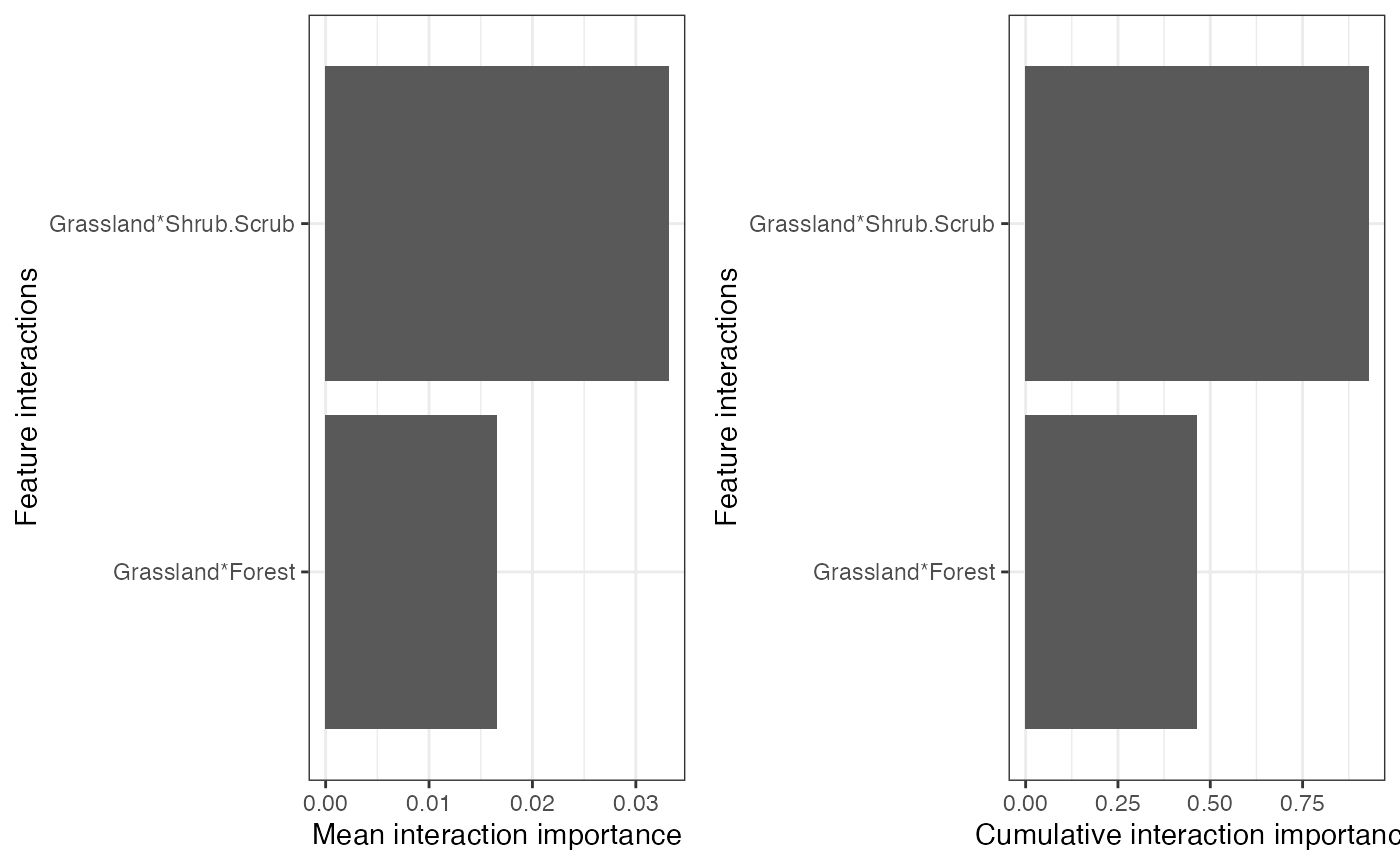 Feature interactions
Grassland*Shrub.Scrub
Grassland*Forest
0.00 0.01 0.02 0.03
Mean interaction importance
Feature interactions
Grassland*Shrub.Scrub
Grassland*Forest
0.00 0.25 0.50 0.75
Cumulative interaction importanc